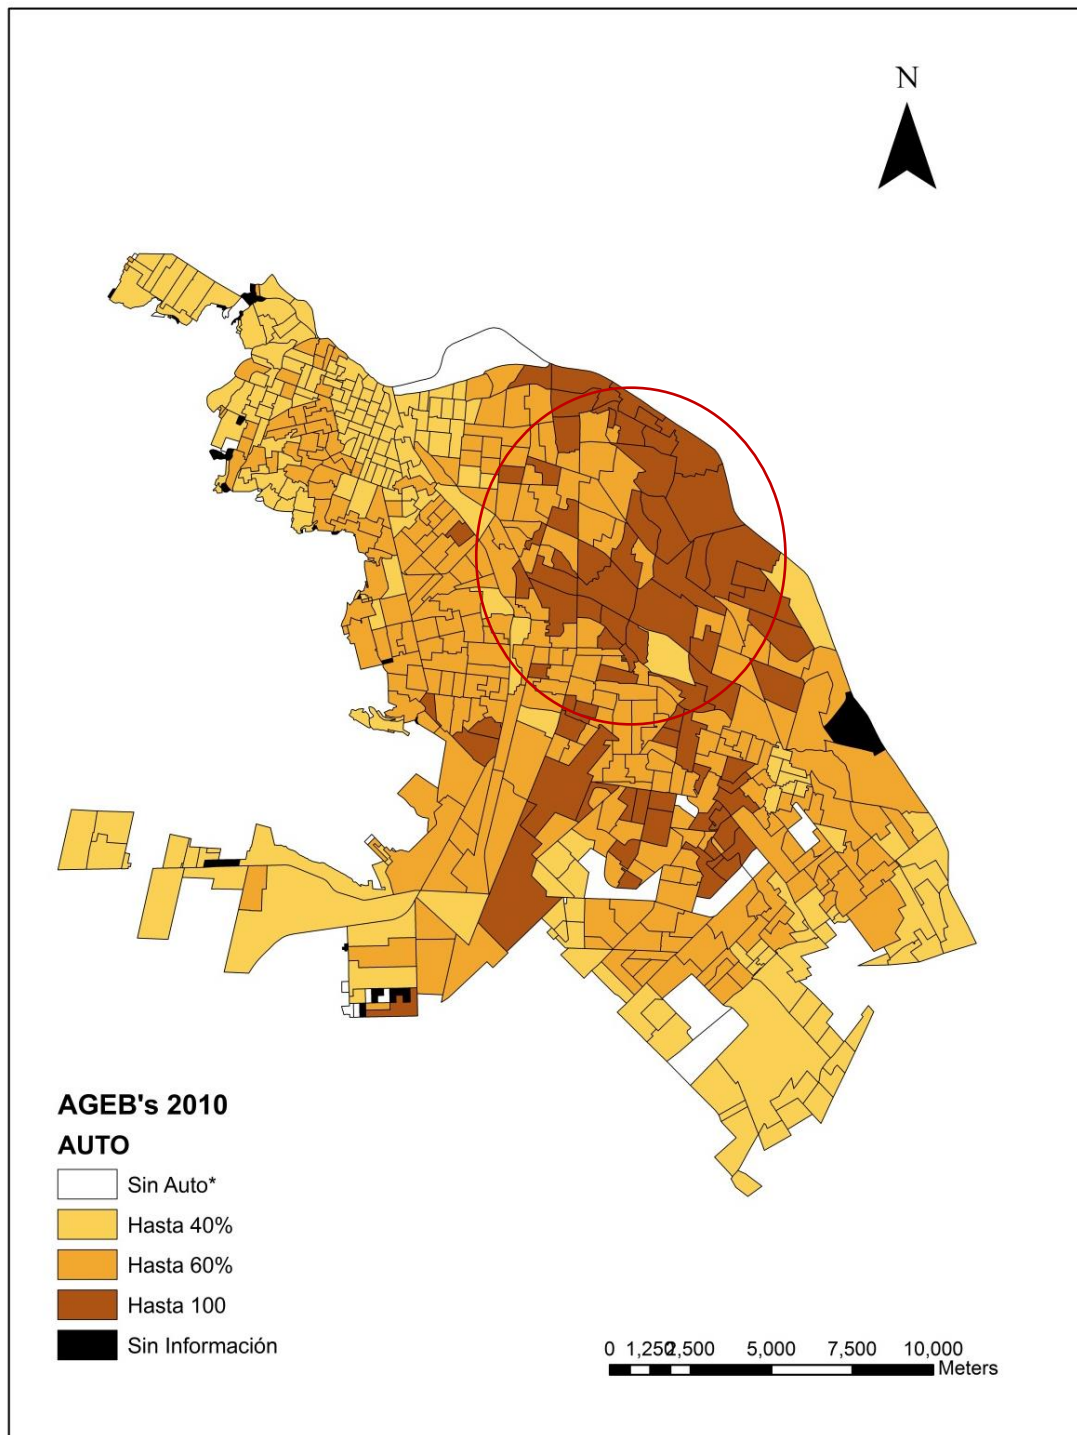 N
AGEB's 2010
AUTO
Sin Auto*
Hasta 40%
Hasta 60%
Hasta 100
Sin Información
0 1,250 2,500 5,000 7,500 10,000
Meters